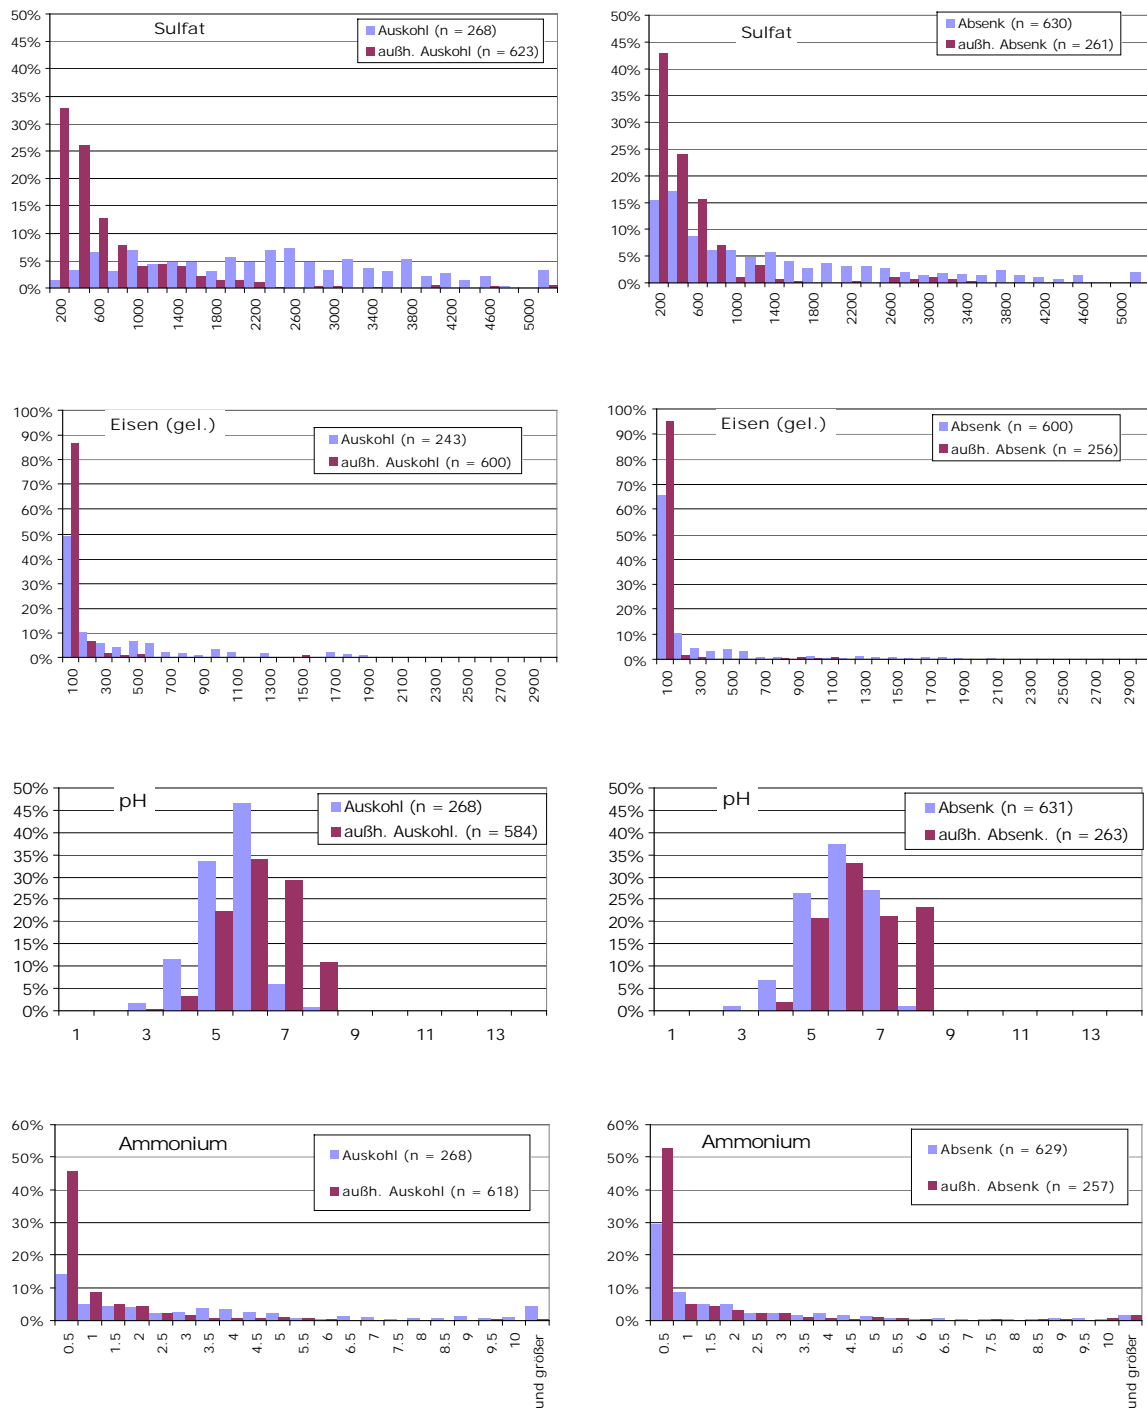 Sulfat
Auskohl (n = 268)
außh. Auskohl (n = 623)
50%
45%
40%
35%
30%
25%
20%
15%
10%
5%
0%
200 600 1000 1400 1800 2200 2600 3000 3400 3800 4200 4600 5000
Sulfat
Absenk (n = 630)
außh. Absenk (n = 261)
50%
45%
40%
35%
30%
25%
20%
15%
10%
5%
0%
200 600 1000 1400 1800 2200 2600 3000 3400 3800 4200 4600 5000
Eisen (gel.)
Auskohl (n = 243)
außh. Auskohl (n = 600)
100%
90%
80%
70%
60%
50%
40%
30%
20%
10%
0%
100 300 500 700 900 1100 1300 1500 1700 1900 2100 2300 2500 2700 2900
Eisen (gel.)
Absenk (n = 600)
außh. Absenk (n = 256)
100%
90%
80%
70%
60%
50%
40%
30%
20%
10%
0%
100 300 500 700 900 1100 1300 1500 1700 1900 2100 2300 2500 2700 2900
pH
Auskohl (n = 268)
außh. Auskohl. (n = 584)
50%
45%
40%
35%
30%
25%
20%
15%
10%
5%
0%
1 3 5 7 9 11 13
pH
Absenk (n = 631)
außh. Absenk. (n = 263)
50%
45%
40%
35%
30%
25%
20%
15%
10%
5%
0%
1 3 5 7 9 11 13
Ammonium
Auskohl (n = 268)
außh. Auskohl (n = 618)
60%
50%
40%
30%
20%
10%
0%
0.5 1 1.5 2 2.5 3 3.5 4 4.5 5 5.5 6 6.5 7 7.5 8 8.5 9 9.5 10 und größer
Ammonium
Absenk (n = 629)
außh. Absenk (n = 257)
60%
50%
40%
30%
20%
10%
0%
0.5 1 1.5 2 2.5 3 3.5 4 4.5 5 5.5 6 6.5 7 7.5 8 8.5 9 9.5 10 und größer